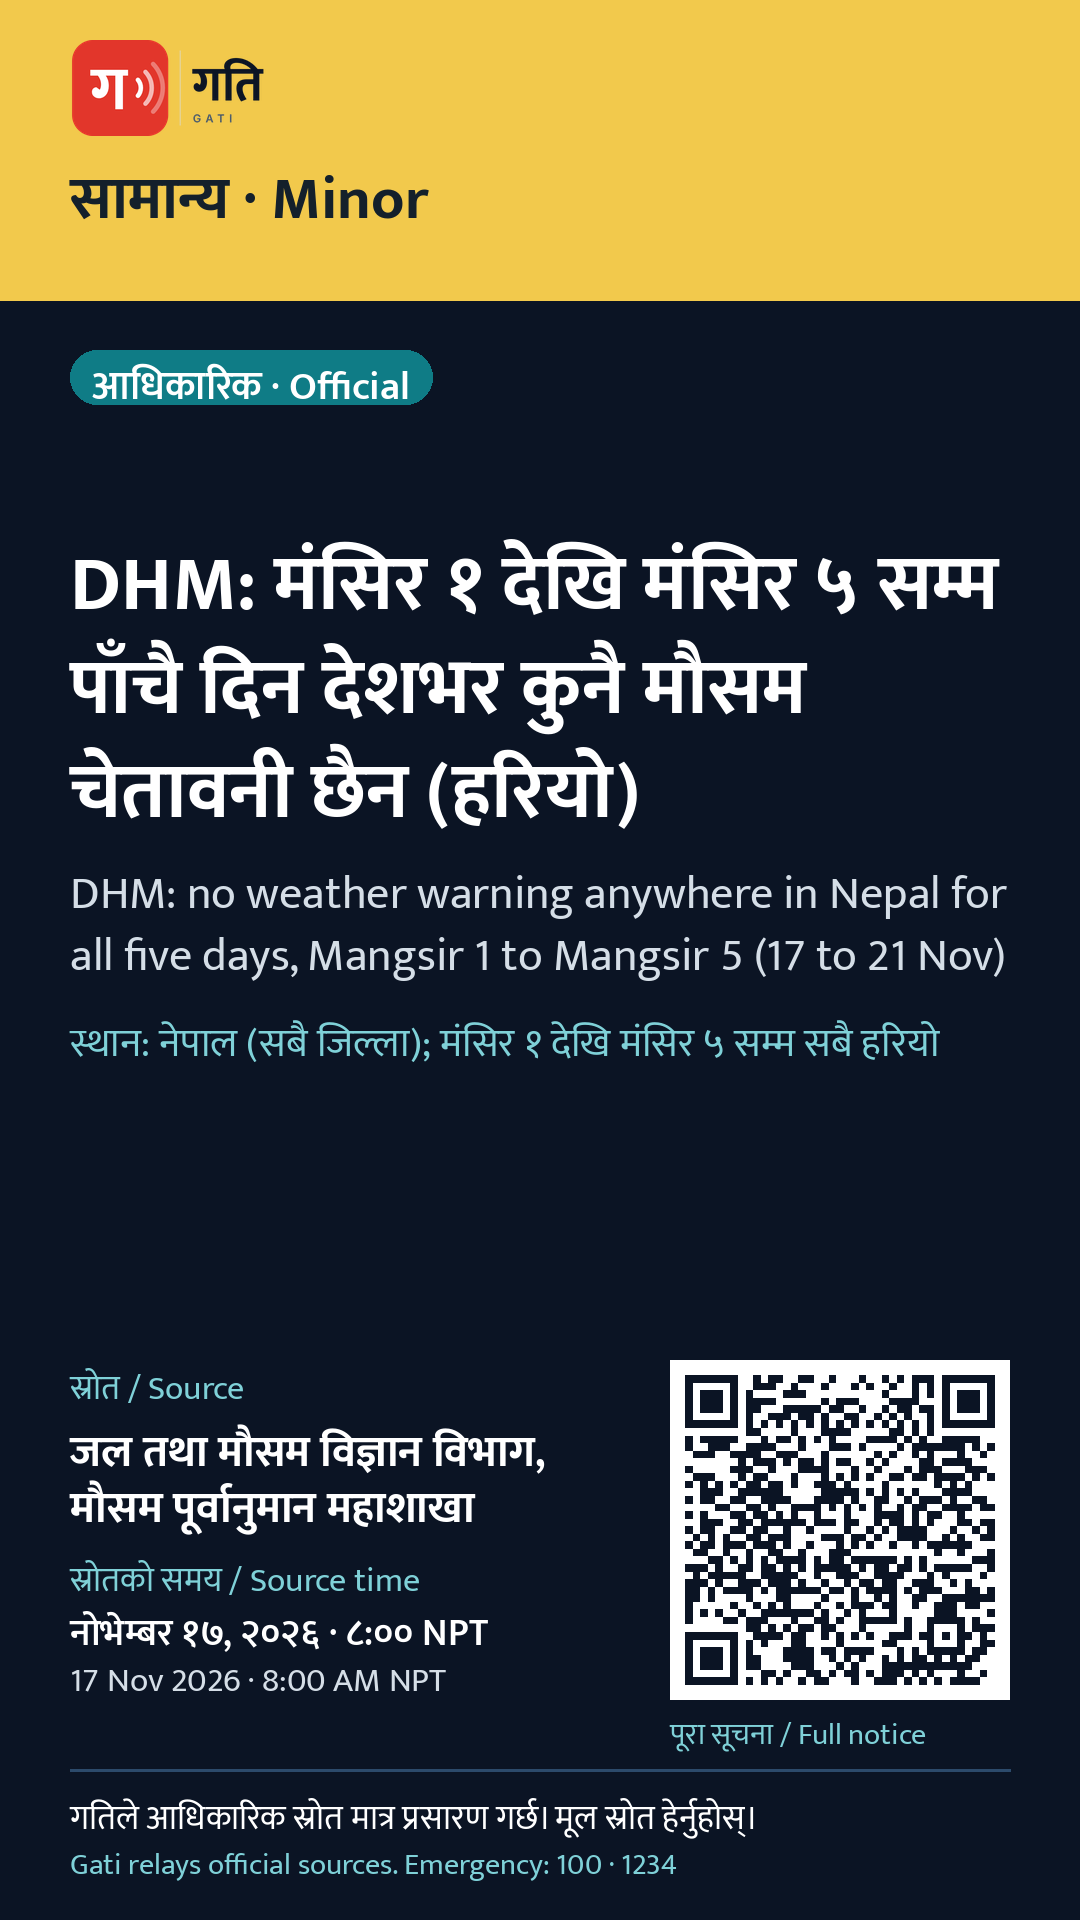 ग
गति
GATI
सामान्य · Minor
आधिकारिक · Official
DHM: मंसिर १ देखि मंसिर ५ सम्म
पाँचै दिन देशभर कुनै मौसम
चेतावनी छैन (हरियो)
DHM: no weather warning anywhere in Nepal for
all five days, Mangsir 1 to Mangsir 5 (17 to 21 Nov)
स्थान: नेपाल (सबै जिल्ला); मंसिर १ देखि मंसिर ५ सम्म सबै हरियो
स्रोत / Source
जल तथा मौसम विज्ञान विभाग,
मौसम पूर्वानुमान महाशाखा
स्रोतको समय / Source time
नोभेम्बर १७, २०२६ · ८:०० NPT
17 Nov 2026 · 8:00 AM NPT
पूरा सूचना / Full notice
गतिले आधिकारिक स्रोत मात्र प्रसारण गर्छ। मूल स्रोत हेर्नुहोस्।
Gati relays official sources. Emergency: 100 · 1234